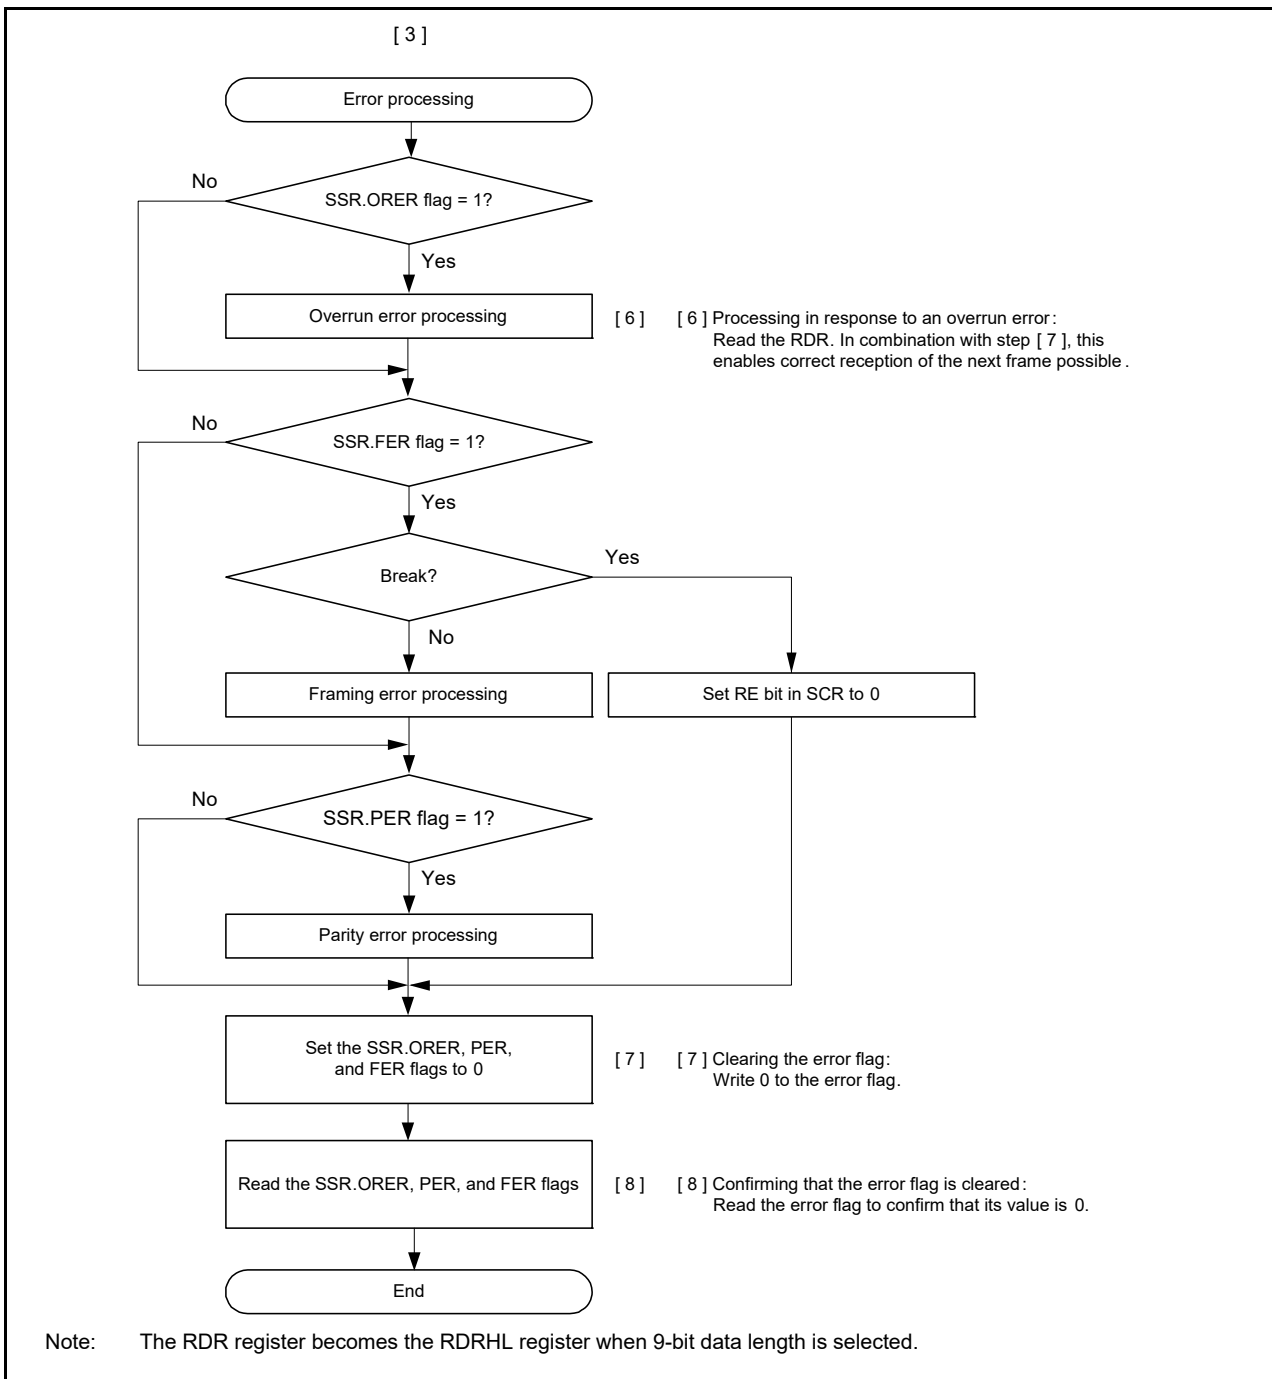 [ 3 ]
Error processing
No
SSR.ORER flag = 1?
Yes
Overrun error processing
[ 6 ]
[ 6 ] Processing in response to an overrun error:
Read the RDR. In combination with step [ 7 ], this
enables correct reception of the next frame possible.
No
SSR.FER flag = 1?
Yes
Break?
Yes
No
Framing error processing
Set RE bit in SCR to 0
No
SSR.PER flag = 1?
Yes
Parity error processing
Set the SSR.ORER, PER,
and FER flags to 0
[ 7 ]
[ 7 ] Clearing the error flag:
Write 0 to the error flag.
Read the SSR.ORER, PER, and FER flags
[ 8 ]
[ 8 ] Confirming that the error flag is cleared:
Read the error flag to confirm that its value is 0.
End
Note: The RDR register becomes the RDRHL register when 9-bit data length is selected.